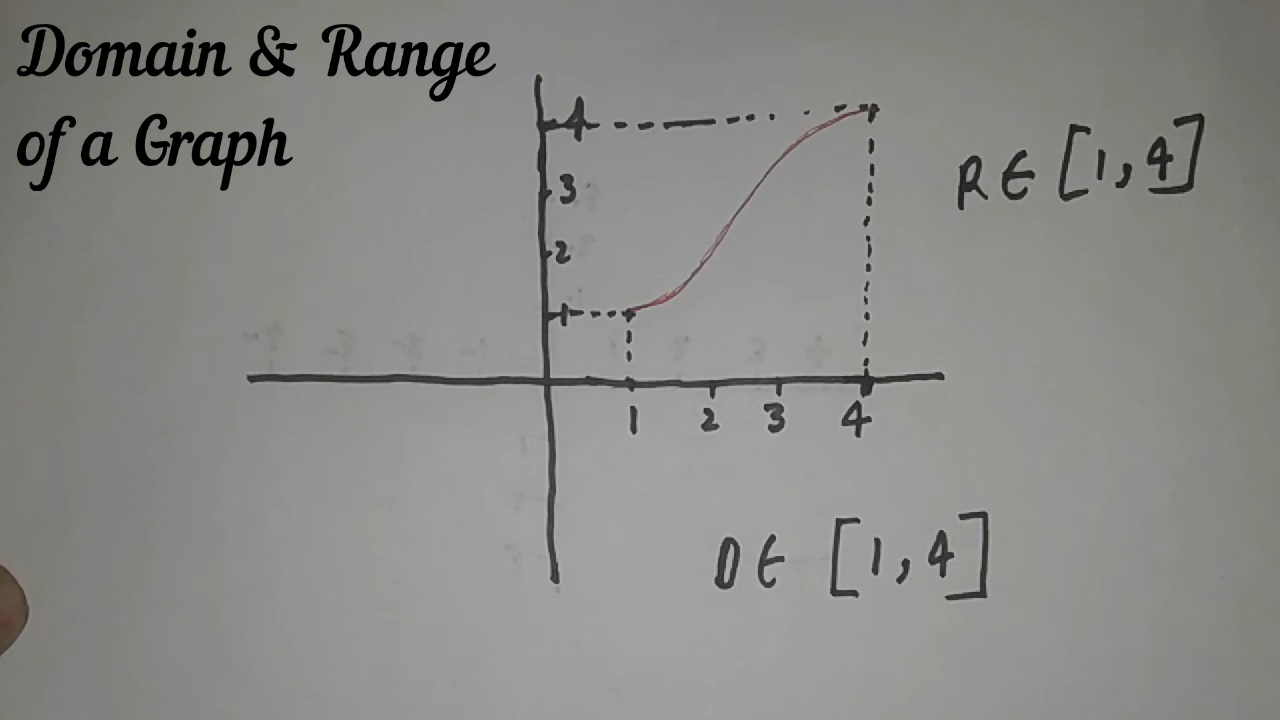 Domain & Range
of a Graph
4
3
2
1
1 2 3 4
R ∈ [1, 4]
D ∈ [1, 4]